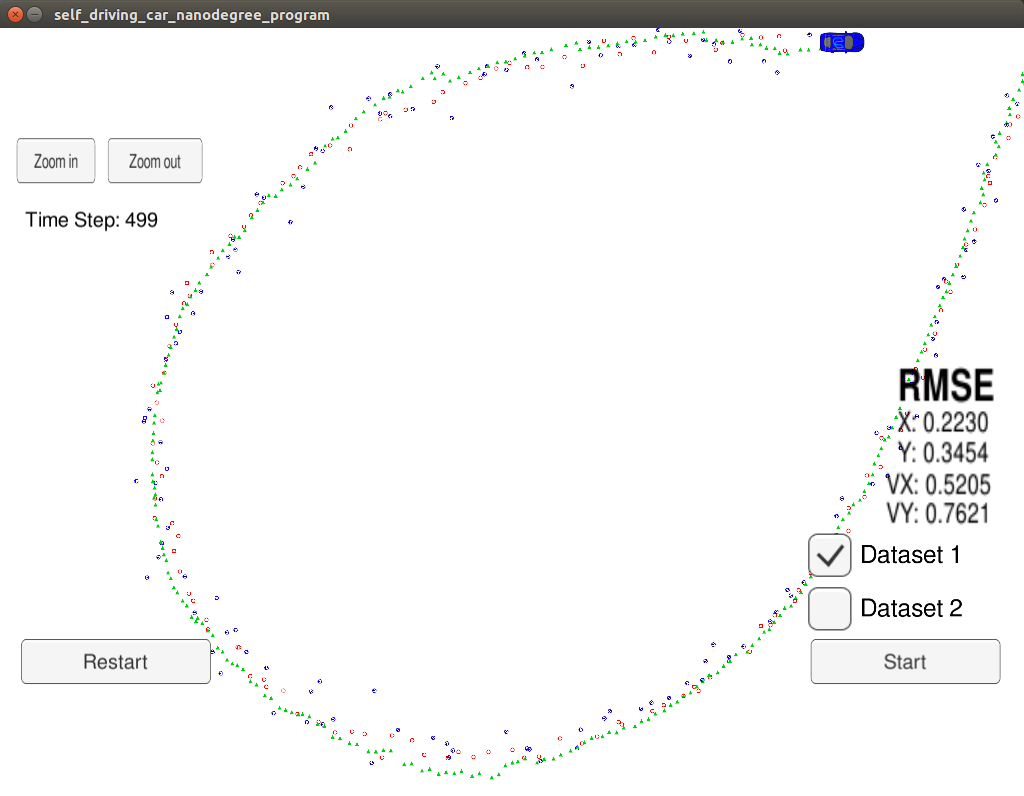 self_driving_car_nanodegree_program
Zoom in
Zoom out
Time Step: 499
RMSE
X: 0.2230
Y: 0.3454
VX: 0.5205
VY: 0.7621
Dataset 1
Dataset 2
Restart
Start